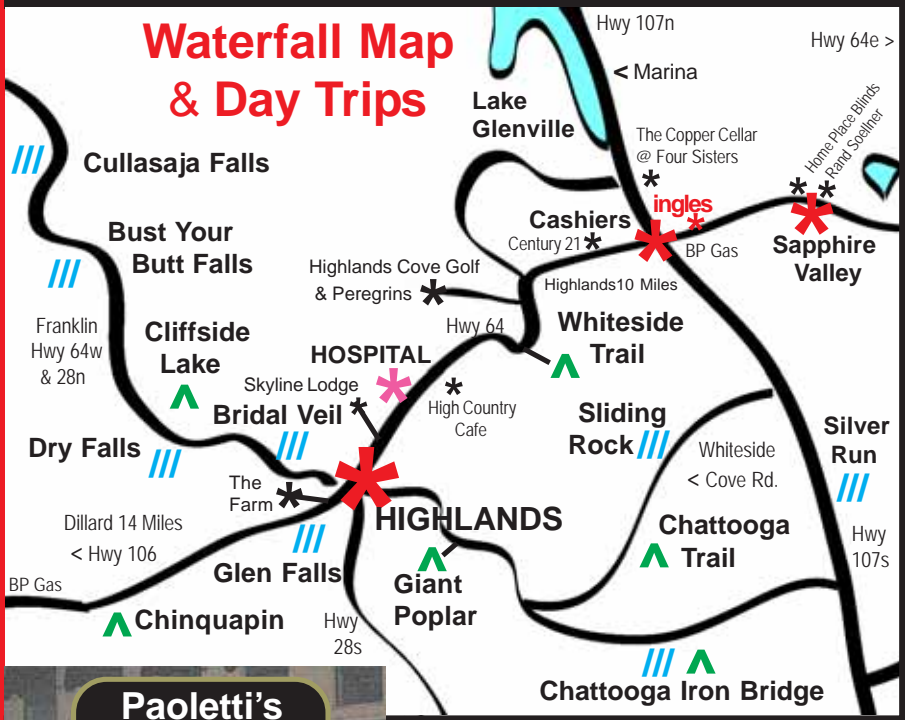 Waterfall Map
& Day Trips
Hwy 107n
Hwy 64e >
< Marina
Lake
Glenville
The Copper Cellar
@ Four Sisters
Home Place Blinds
Rand Soellner
Cullasaja Falls
ingles
Cashiers
Century 21
BP Gas
Sapphire
Valley
Bust Your
Butt Falls
Highlands Cove Golf
& Peregrins
Highlands10 Miles
Franklin
Hwy 64w
& 28n
Cliffside
Lake
Hwy 64
Whiteside
Trail
HOSPITAL
Skyline Lodge
High Country
Cafe
Bridal Veil
Sliding
Rock
Silver
Run
Dry Falls
Whiteside
< Cove Rd.
The
Farm
HIGHLANDS
Dillard 14 Miles
< Hwy 106
Chattooga
Trail
Hwy
107s
Glen Falls
BP Gas
Giant
Poplar
Chinquapin
Hwy
28s
Chattooga Iron Bridge
Paoletti's